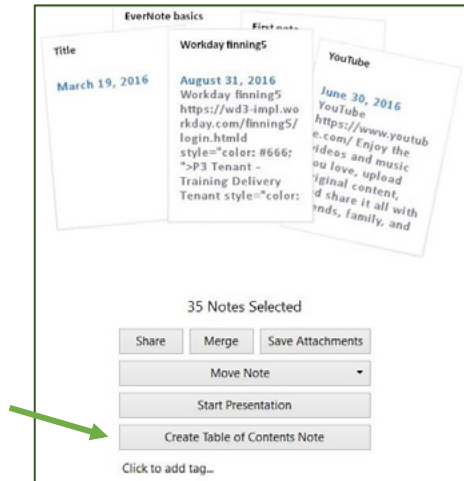 EverNote basics
First note
Title
March 19, 2016
Workday finning5
August 31, 2016
Workday finning5
https://wd3-impl.wo
rkday.com/finning5/
login.htmld
style="color: #666;
">P3 Tenant -
Training Delivery
Tenant style="color:
YouTube
June 30, 2016
YouTube
https://www.youtub
e.com/ Enjoy the
videos and music
you love, upload
original content,
d share it all with
ends, family, and
35 Notes Selected
Share Merge Save Attachments
Move Note
Start Presentation
Create Table of Contents Note
Click to add tag...